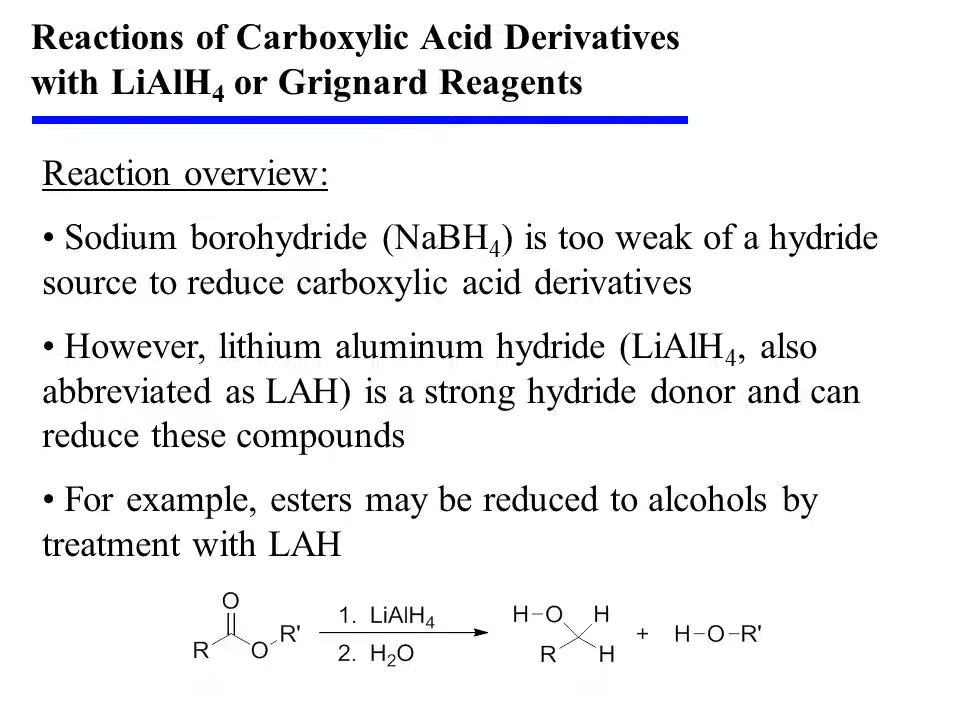 Reactions of Carboxylic Acid Derivatives
with LiAlH₄ or Grignard Reagents
Reaction overview:
• Sodium borohydride (NaBH₄) is too weak of a hydride
source to reduce carboxylic acid derivatives
• However, lithium aluminum hydride (LiAlH₄, also
abbreviated as LAH) is a strong hydride donor and can
reduce these compounds
• For example, esters may be reduced to alcohols by
treatment with LAH
O
R O R'
1. LiAlH₄
2. H₂O
H–O H
R H
+ H–O–R'